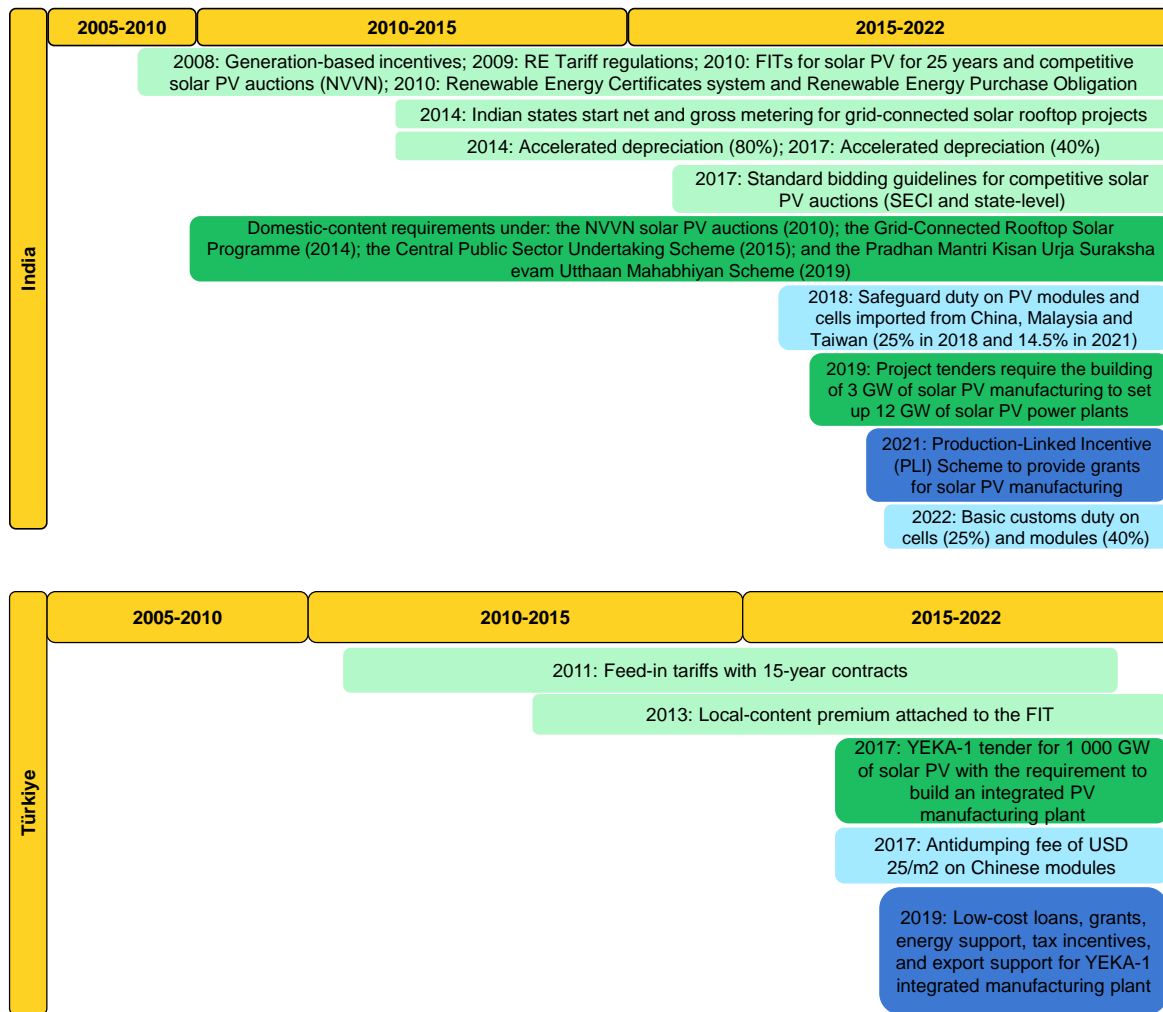 2005-2010
2010-2015
2015-2022
India
2008: Generation-based incentives; 2009: RE Tariff regulations; 2010: FITs for solar PV for 25 years and competitive
solar PV auctions (NVVN); 2010: Renewable Energy Certificates system and Renewable Energy Purchase Obligation
2014: Indian states start net and gross metering for grid-connected solar rooftop projects
2014: Accelerated depreciation (80%); 2017: Accelerated depreciation (40%)
2017: Standard bidding guidelines for competitive solar
PV auctions (SECI and state-level)
Domestic-content requirements under: the NVVN solar PV auctions (2010); the Grid-Connected Rooftop Solar
Programme (2014); the Central Public Sector Undertaking Scheme (2015); and the Pradhan Mantri Kisan Urja Suraksha
evam Utthaan Mahabhiyan Scheme (2019)
2018: Safeguard duty on PV modules and
cells imported from China, Malaysia and
Taiwan (25% in 2018 and 14.5% in 2021)
2019: Project tenders require the building
of 3 GW of solar PV manufacturing to set
up 12 GW of solar PV power plants
2021: Production-Linked Incentive
(PLI) Scheme to provide grants
for solar PV manufacturing
2022: Basic customs duty on
cells (25%) and modules (40%)
2005-2010
2010-2015
2015-2022
Türkiye
2011: Feed-in tariffs with 15-year contracts
2013: Local-content premium attached to the FIT
2017: YEKA-1 tender for 1 000 GW
of solar PV with the requirement to
build an integrated PV
manufacturing plant
2017: Antidumping fee of USD
25/m2 on Chinese modules
2019: Low-cost loans, grants,
energy support, tax incentives,
and export support for YEKA-1
integrated manufacturing plant